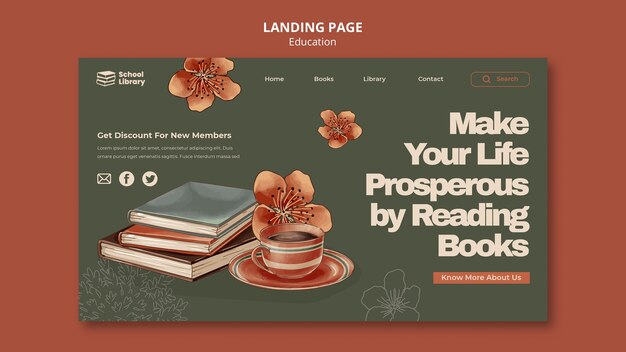 LANDING PAGE
Education
School
Library
Home
Books
Library
Contact
Search
Get Discount For New Members
Lorem ipsum dolor sit amet, consectetur adipiscing elit. Duis
ornare purus eget venenatis sagittis. Fusce interdum massa sed
Make
Your Life
Prosperous
by Reading
Books
Know More About Us